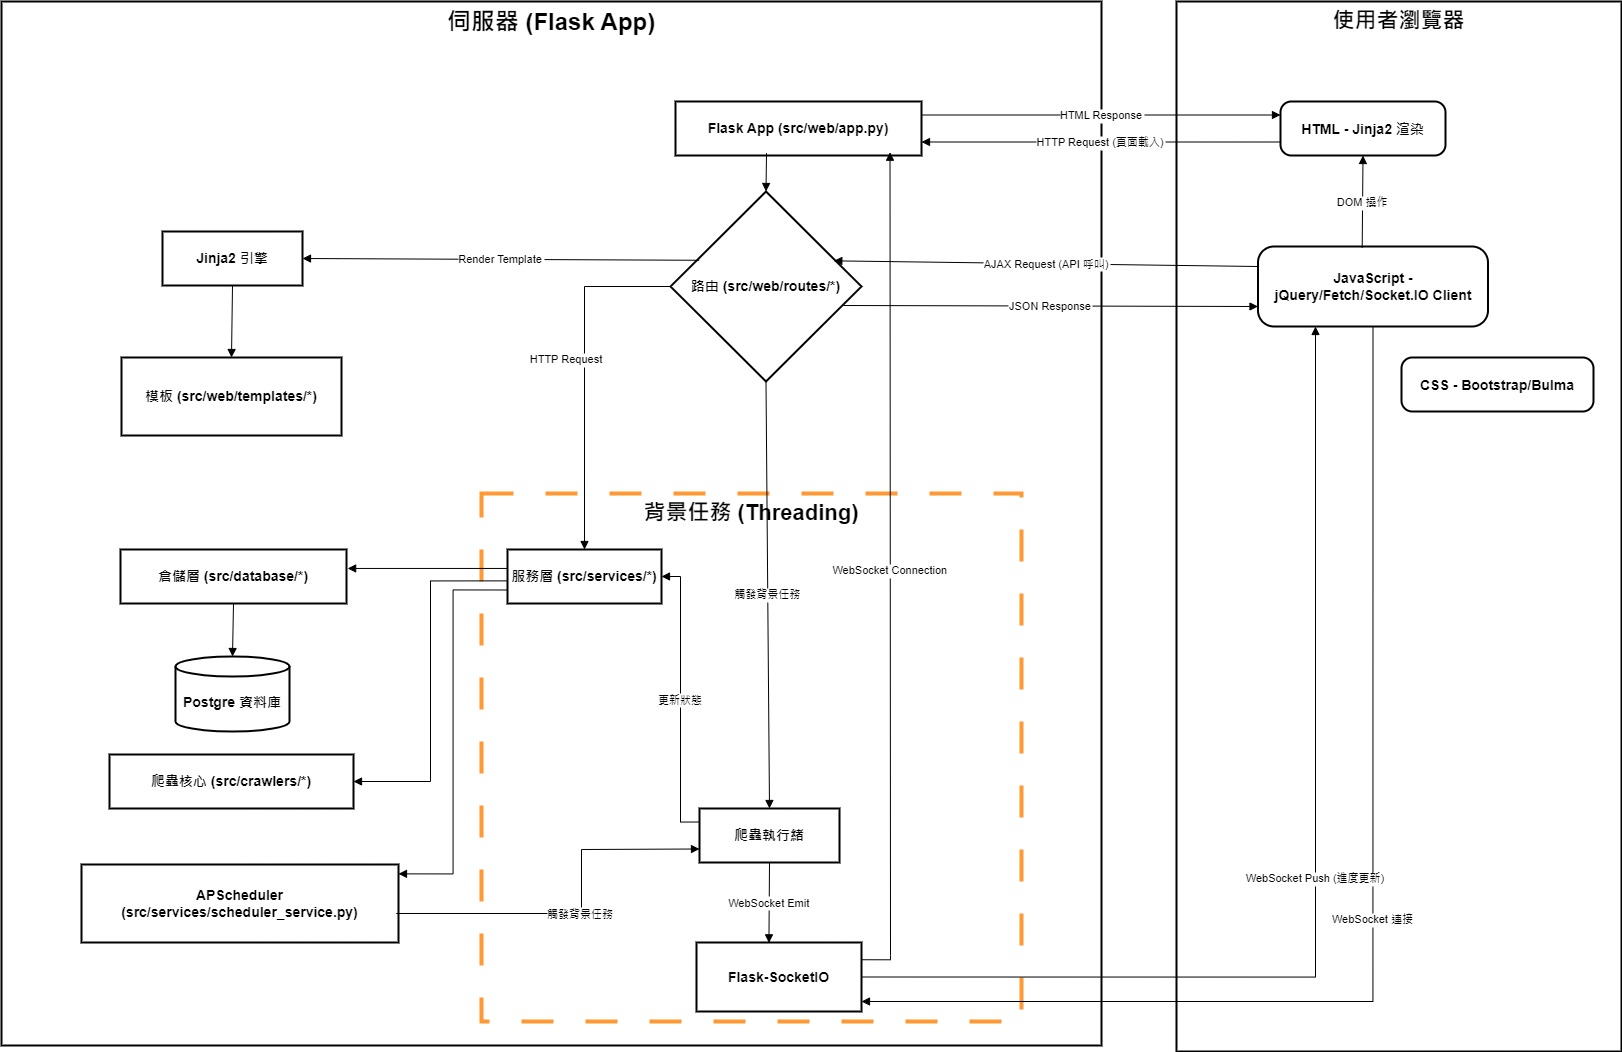 伺服器 (Flask App)
使用者瀏覽器
Flask App (src/web/app.py)
HTML Response
HTTP Request (頁面載入)
HTML - Jinja2 渲染
DOM 操作
Jinja2 引擎
Render Template
路由 (src/web/routes/*)
AJAX Request (API 呼叫)
JSON Response
JavaScript -
jQuery/Fetch/Socket.IO Client
HTTP Request
模板 (src/web/templates/*)
CSS - Bootstrap/Bulma
背景任務 (Threading)
倉儲層 (src/database/*)
服務層 (src/services/*)
觸發背景任務
WebSocket Connection
Postgre 資料庫
更新狀態
爬蟲核心 (src/crawlers/*)
爬蟲執行緒
APScheduler
(src/services/scheduler_service.py)
觸發背景任務
WebSocket Emit
WebSocket Push (進度更新)
WebSocket 連接
Flask-SocketIO